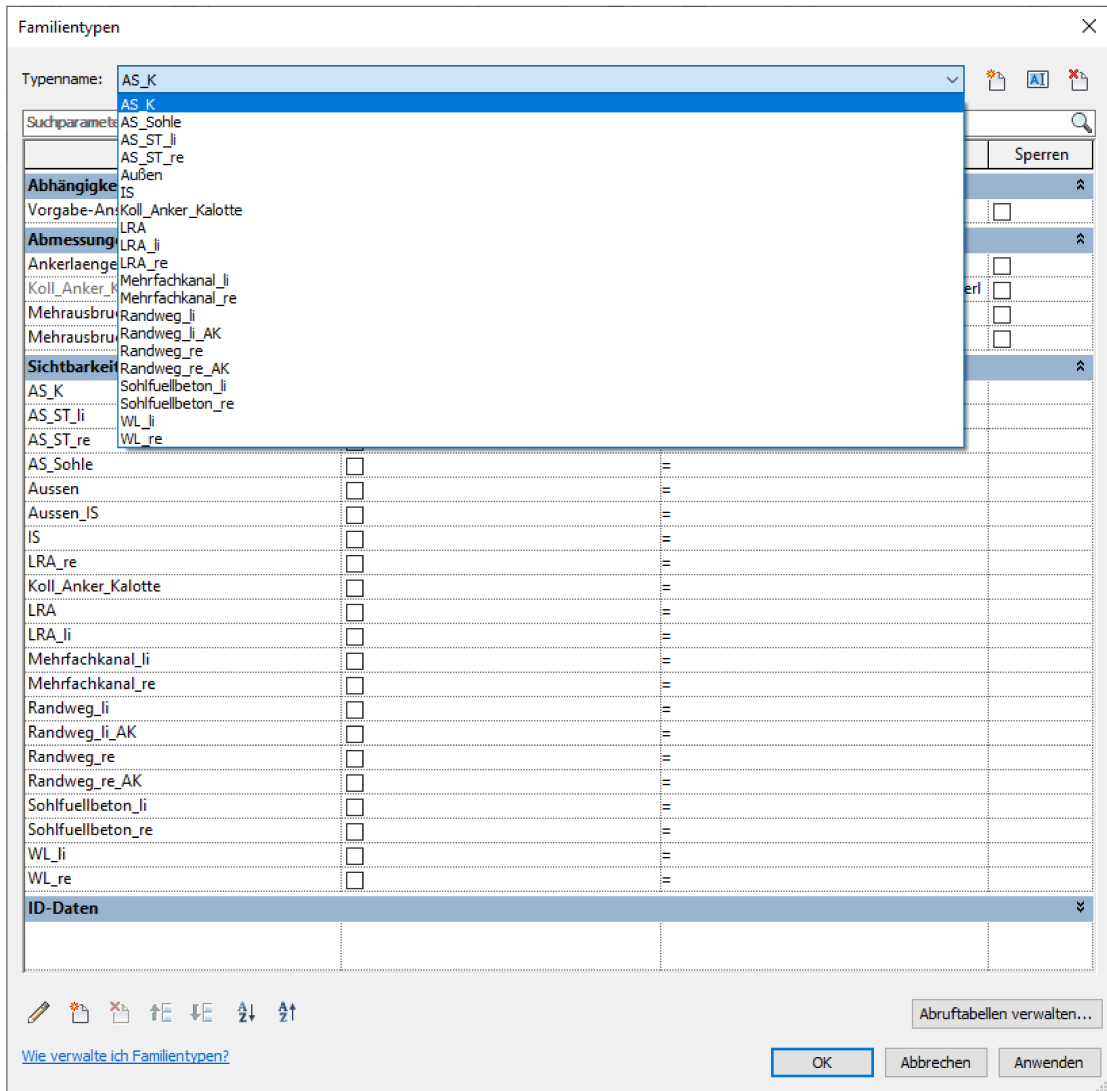 Familientypen
Typenname: AS_K
AS_K
Suchparamete AS_Sohle
AS_ST_li
AS_ST_re
Sperren
Außen
Abhängigke
IS
Vorgabe-Ans Koll_Anker_Kalotte
LRA
Abmessung
LRA_li
Ankerlaenge LRA_re
Mehrfachkanal_li
Koll_Anker_K
erl
Mehrfachkanal_re
Mehrausbru Randweg_li
Randweg_li_AK
Mehrausbru
Randweg_re
Sichtbarkeit Randweg_re_AK
Sohlfuellbeton_li
AS_K
Sohlfuellbeton_re
AS_ST_li
WL_li
AS_ST_re WL_re
AS_Sohle =
Aussen =
Aussen_IS =
IS =
LRA_re =
Koll_Anker_Kalotte =
LRA =
LRA_li =
Mehrfachkanal_li =
Mehrfachkanal_re =
Randweg_li =
Randweg_li_AK =
Randweg_re =
Randweg_re_AK =
Sohlfuellbeton_li =
Sohlfuellbeton_re =
WL_li =
WL_re =
ID-Daten
Abruftabellen verwalten...
Wie verwalte ich Familientypen?
OK Abbrechen Anwenden